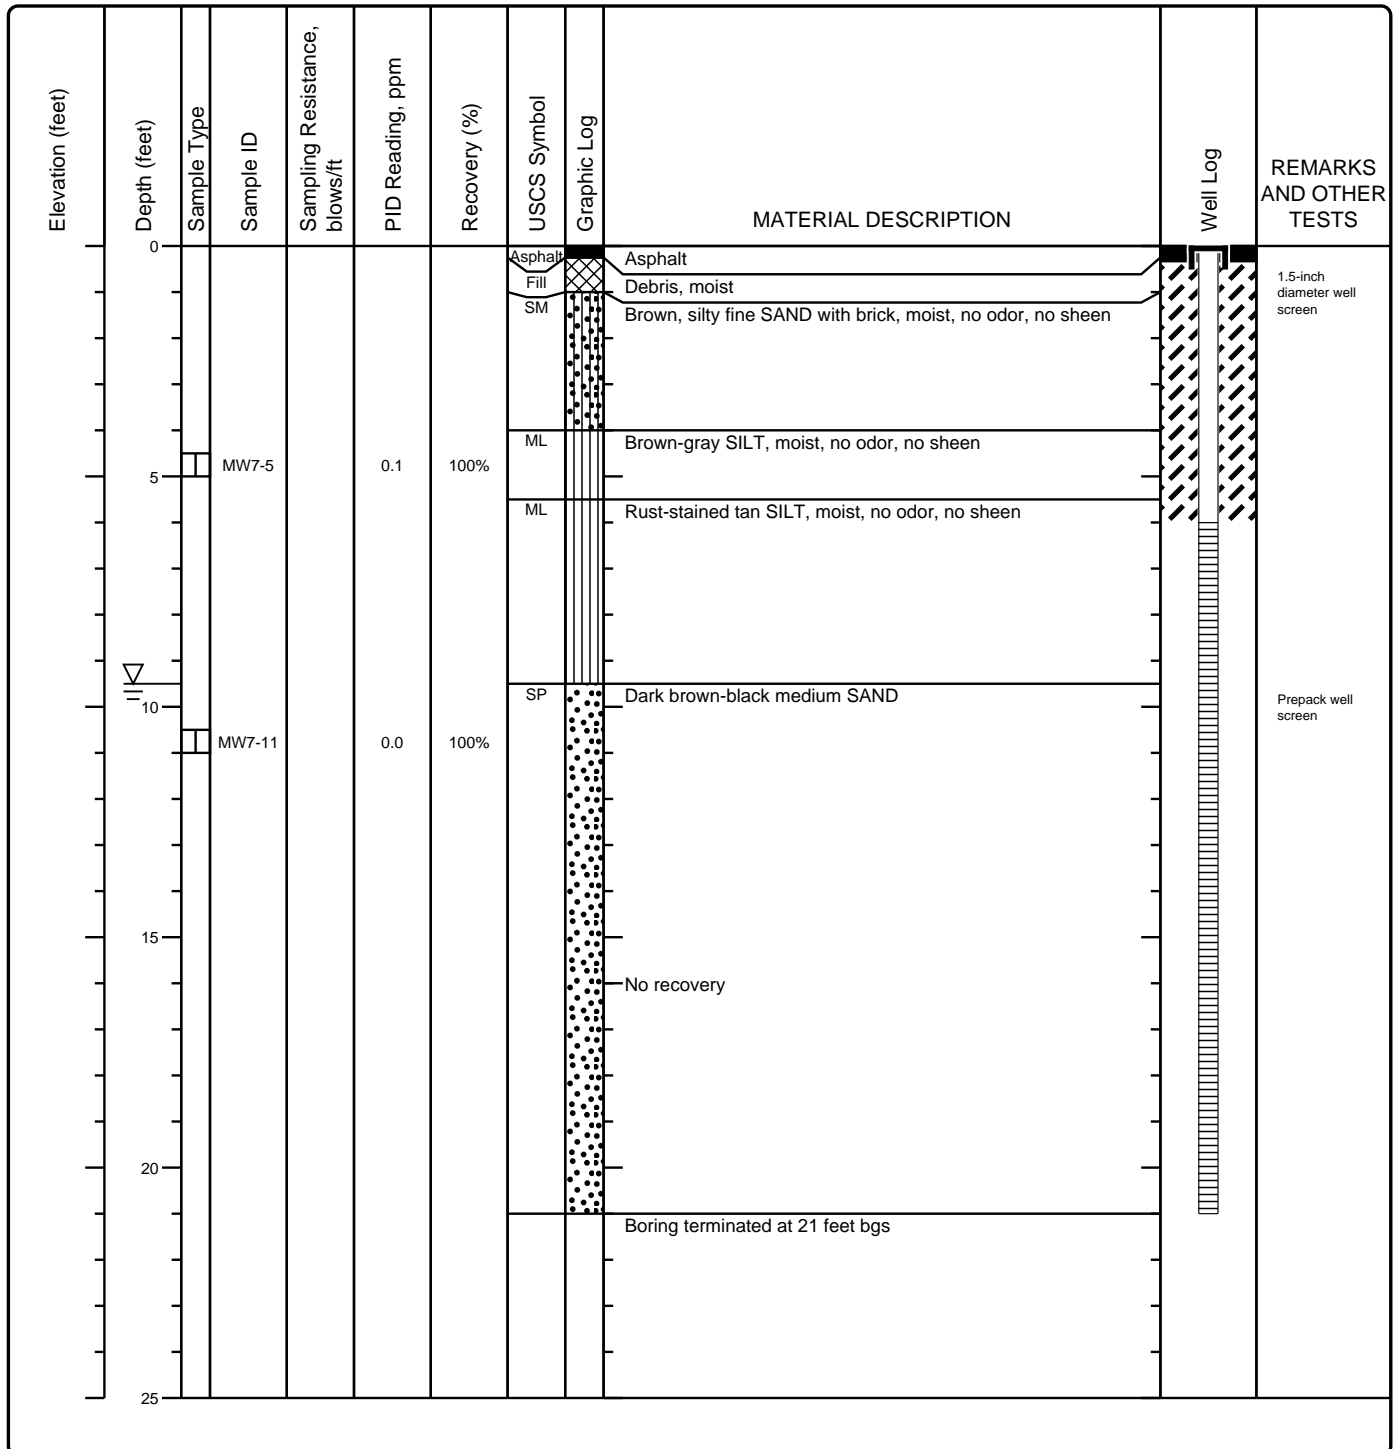 Elevation (feet)
Depth (feet)
Sample Type
Sample ID
Sampling Resistance,
blows/ft
PID Reading, ppm
Recovery (%)
USCS Symbol
Graphic Log
MATERIAL DESCRIPTION
Well Log
REMARKS
AND OTHER
TESTS
0
Asphalt
Asphalt
Fill
Debris, moist
1.5-inch
diameter well
screen
SM
Brown, silty fine SAND with brick, moist, no odor, no sheen
ML
Brown-gray SILT, moist, no odor, no sheen
MW7-5
0.1
100%
5
ML
Rust-stained tan SILT, moist, no odor, no sheen
SP
Dark brown-black medium SAND
10
Prepack well
screen
MW7-11
0.0
100%
15
No recovery
20
Boring terminated at 21 feet bgs
25